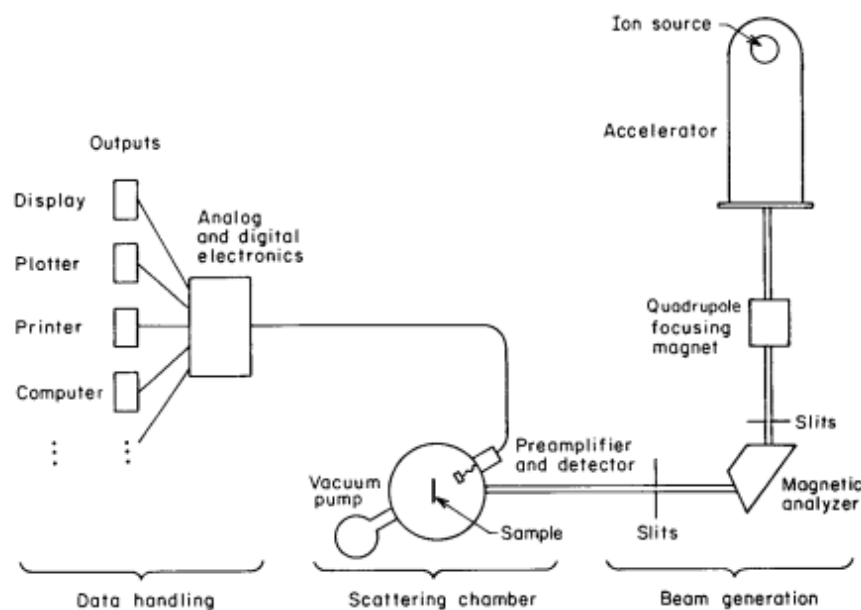 Ion source
Accelerator
Outputs
Display
Analog
and digital
electronics
Plotter
Printer
Computer
Quadrupole
focusing
magnet
Slits
Preamplifier
and detector
Vacuum
pump
Magnetic
analyzer
Sample
Slits
Data handling
Scattering chamber
Beam generation